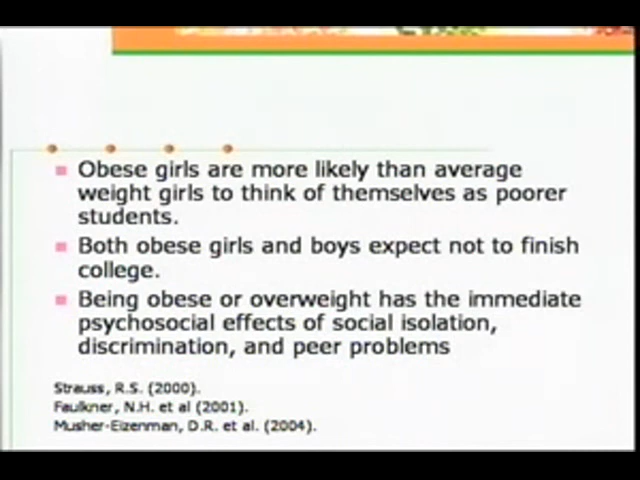 Obese girls are more likely than average
weight girls to think of themselves as poorer
students.
Both obese girls and boys expect not to finish
college.
Being obese or overweight has the immediate
psychosocial effects of social isolation,
discrimination, and peer problems
Strauss, R.S. (2000).
Faulkner, N.H. et al (2001).
Musher-Eizenman, D.R. et al. (2004).